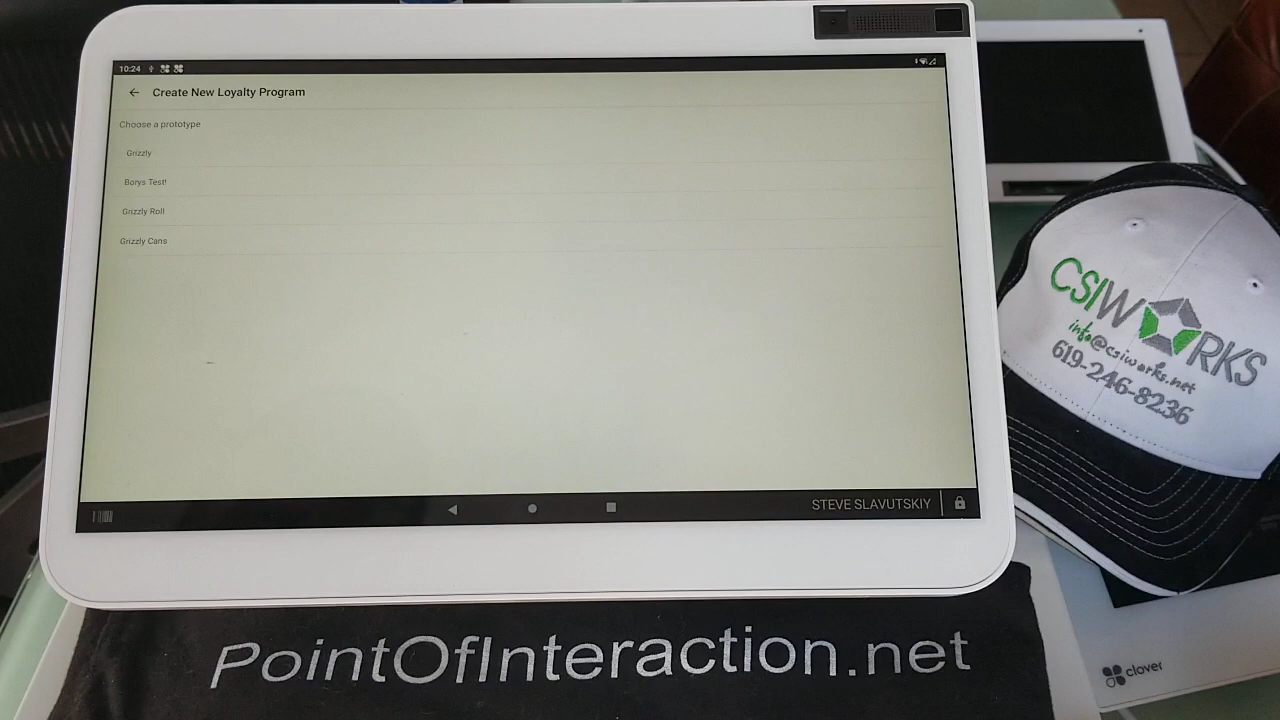 10:24
Create New Loyalty Program
Choose a prototype
Grizzly
Borys Test!
Grizzly Roll
Grizzly Cans
STEVE SLAVUTSKIY
CSIWORKS
info@csiworks.net
619-246-8236
PointOfInteraction.net
clover